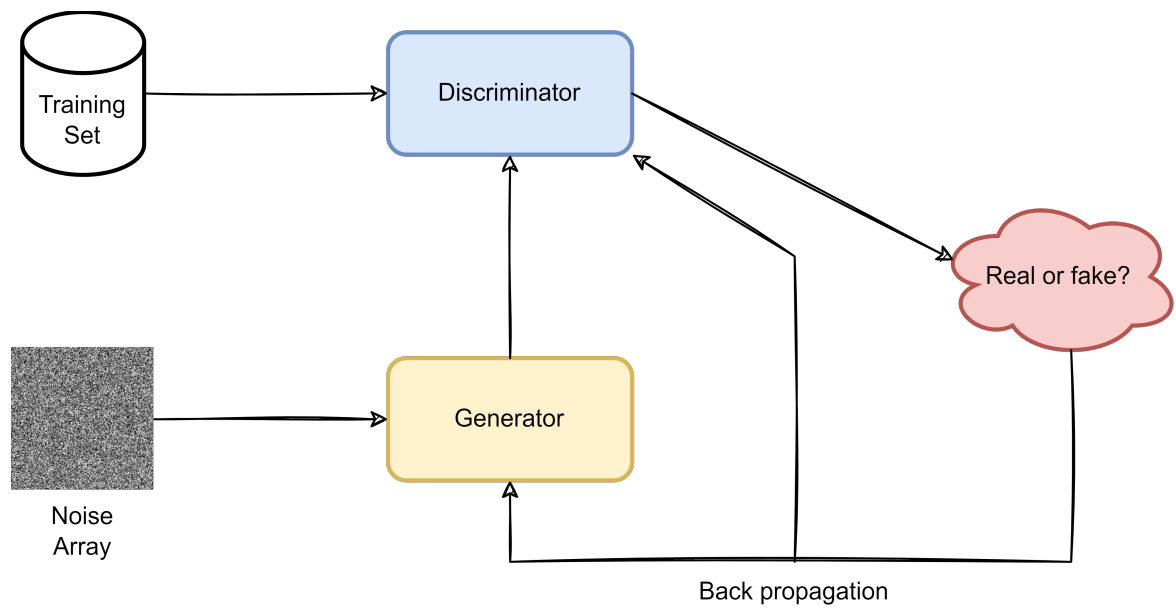 Training
Set
Discriminator
Real or fake?
Generator
Noise
Array
Back propagation